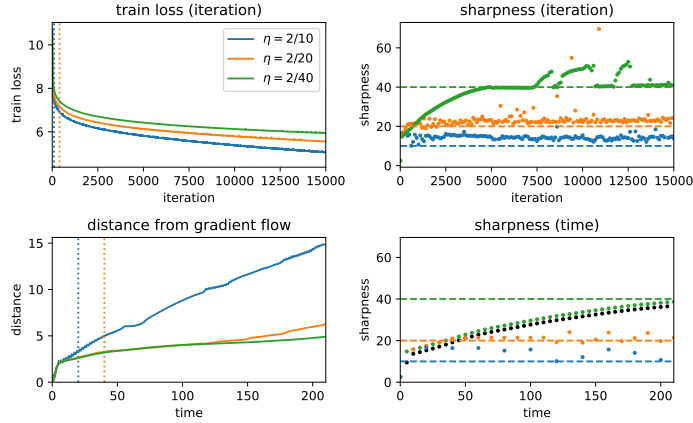 train loss (iteration)
train loss
10
8
6
0 2500 5000 7500 10000 12500 15000
iteration
η = 2/10
η = 2/20
η = 2/40
sharpness (iteration)
sharpness
60
40
20
0
0 2500 5000 7500 10000 12500 15000
iteration
distance from gradient flow
distance
15
10
5
0
0 50 100 150 200
time
sharpness (time)
sharpness
60
40
20
0
0 50 100 150 200
time